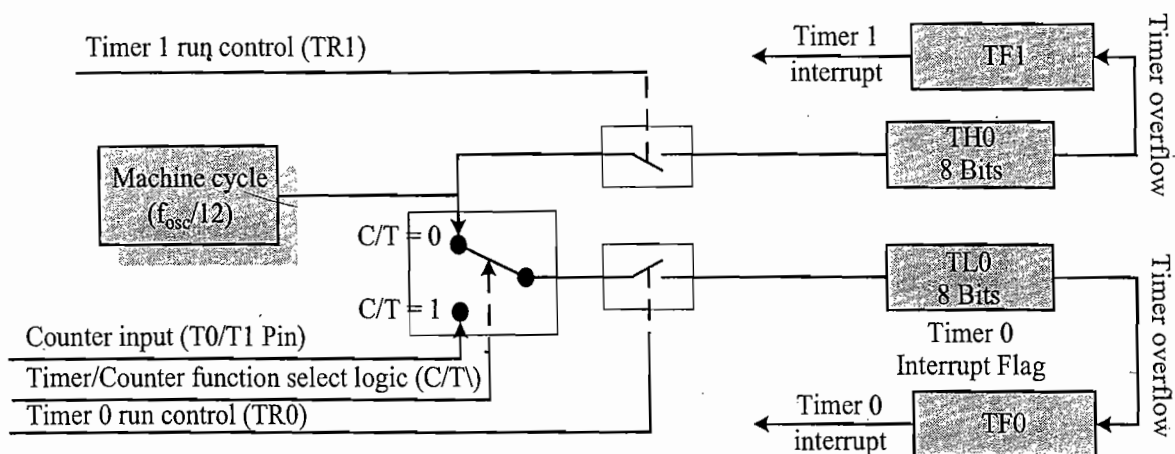 Timer 1 run control (TR1)
Timer 1
interrupt
TF1
Timer overflow
TH0
8 Bits
Machine cycle
(fosc/12)
C/T = 0
C/T = 1
TL0
8 Bits
Timer overflow
Counter input (T0/T1 Pin)
Timer/Counter function select logic (C/T\)
Timer 0 run control (TR0)
Timer 0
Interrupt Flag
Timer 0
interrupt
TF0